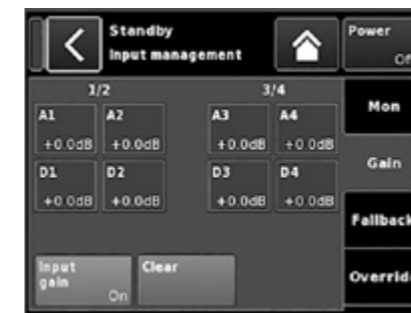 Standby
Input management
Power
Of
1/2
3/4
A1
A2
A3
A4
+0.0dB
+0.0dB
+0.0dB
+0.0dB
D1
D2
D3
D4
+0.0dB
+0.0dB
+0.0dB
+0.0dB
Mon
Gain
Fallback
Overrid
Input
gain
On
Clear